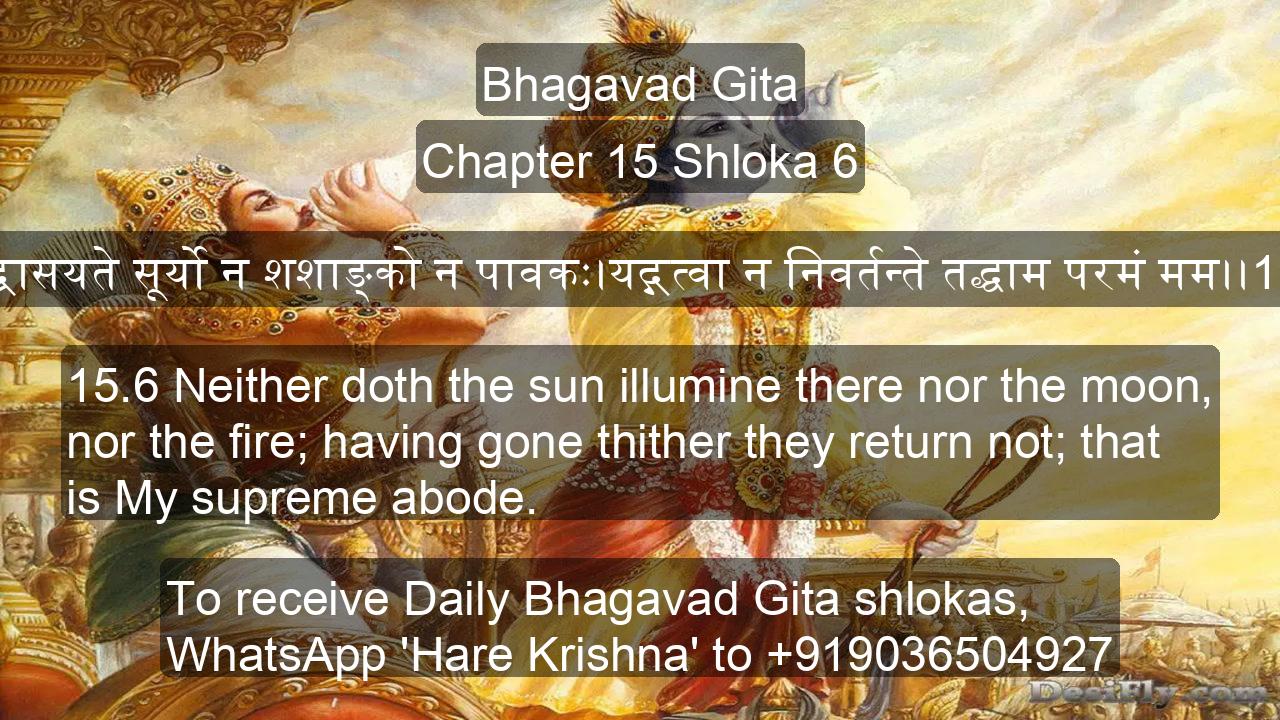 Bhagavad Gita
Chapter 15 Shloka 6
सूर्यो न शशाङ्को न पावकः।यद्गत्वा न निवर्तन्ते तद्धाम परमं मम।।1
15.6 Neither doth the sun illumine there nor the moon,
nor the fire; having gone thither they return not; that
is My supreme abode.
To receive Daily Bhagavad Gita shlokas,
WhatsApp 'Hare Krishna' to +919036504927
DesiFly.com